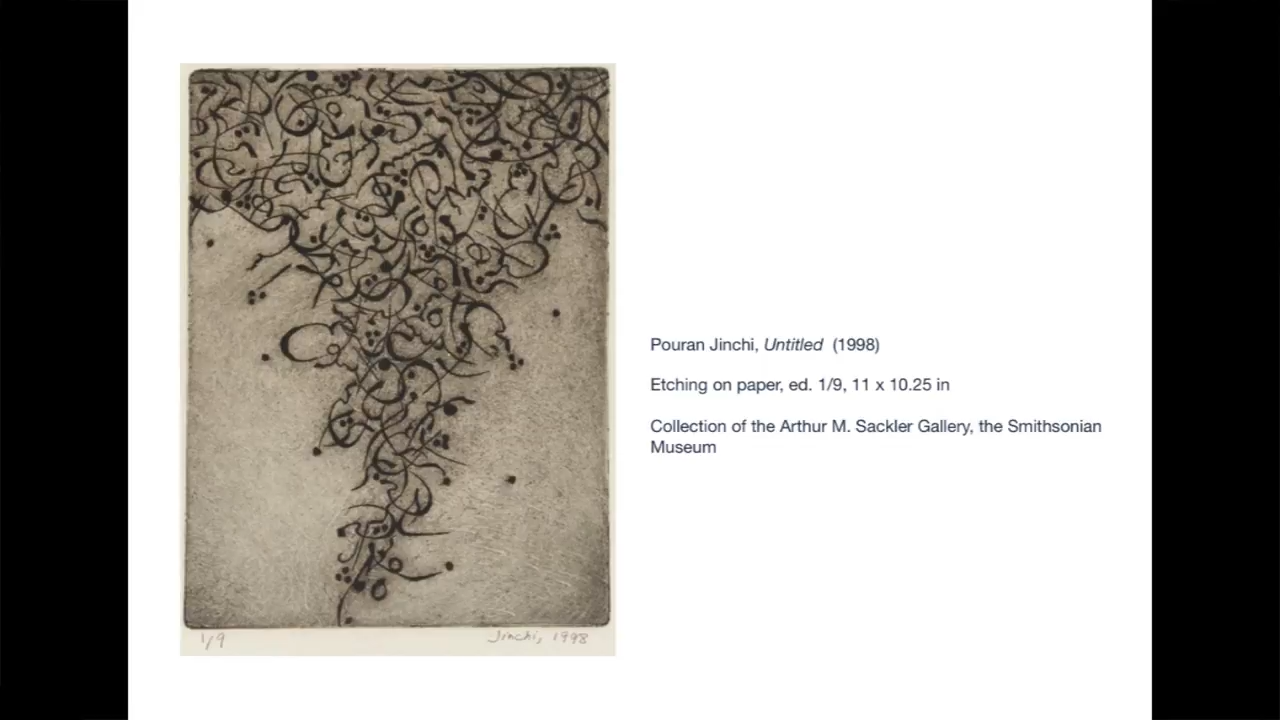 1/9
Jinchi, 1998
Pouran Jinchi, Untitled (1998)
Etching on paper, ed. 1/9, 11 x 10.25 in
Collection of the Arthur M. Sackler Gallery, the Smithsonian
Museum